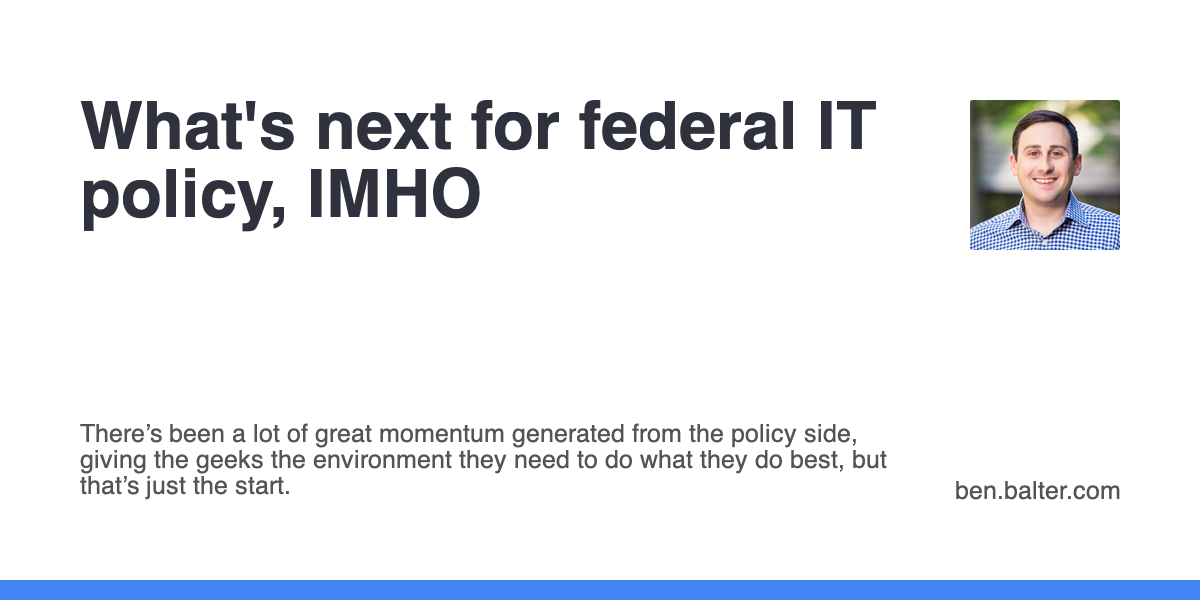 What's next for federal IT
policy, IMHO
There’s been a lot of great momentum generated from the policy side,
giving the geeks the environment they need to do what they do best, but
that’s just the start.
ben.balter.com